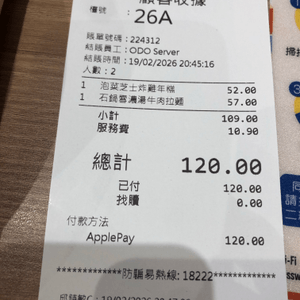 顧客收據
檯號 : 26A
賬單號碼 : 224312
結賬員工 : ODO Server
結賬時間 : 19/02/2026 20:45:16
人數 : 2
1 泡菜芝士炸雞年糕 52.00
1 石鍋雪濃湯牛肉拉麵 57.00
小計 109.00
服務費 10.90
總計 120.00
已付 120.00
找贖 0.00
付款方法
ApplePay 120.00
************防騙易熱線: 18222************